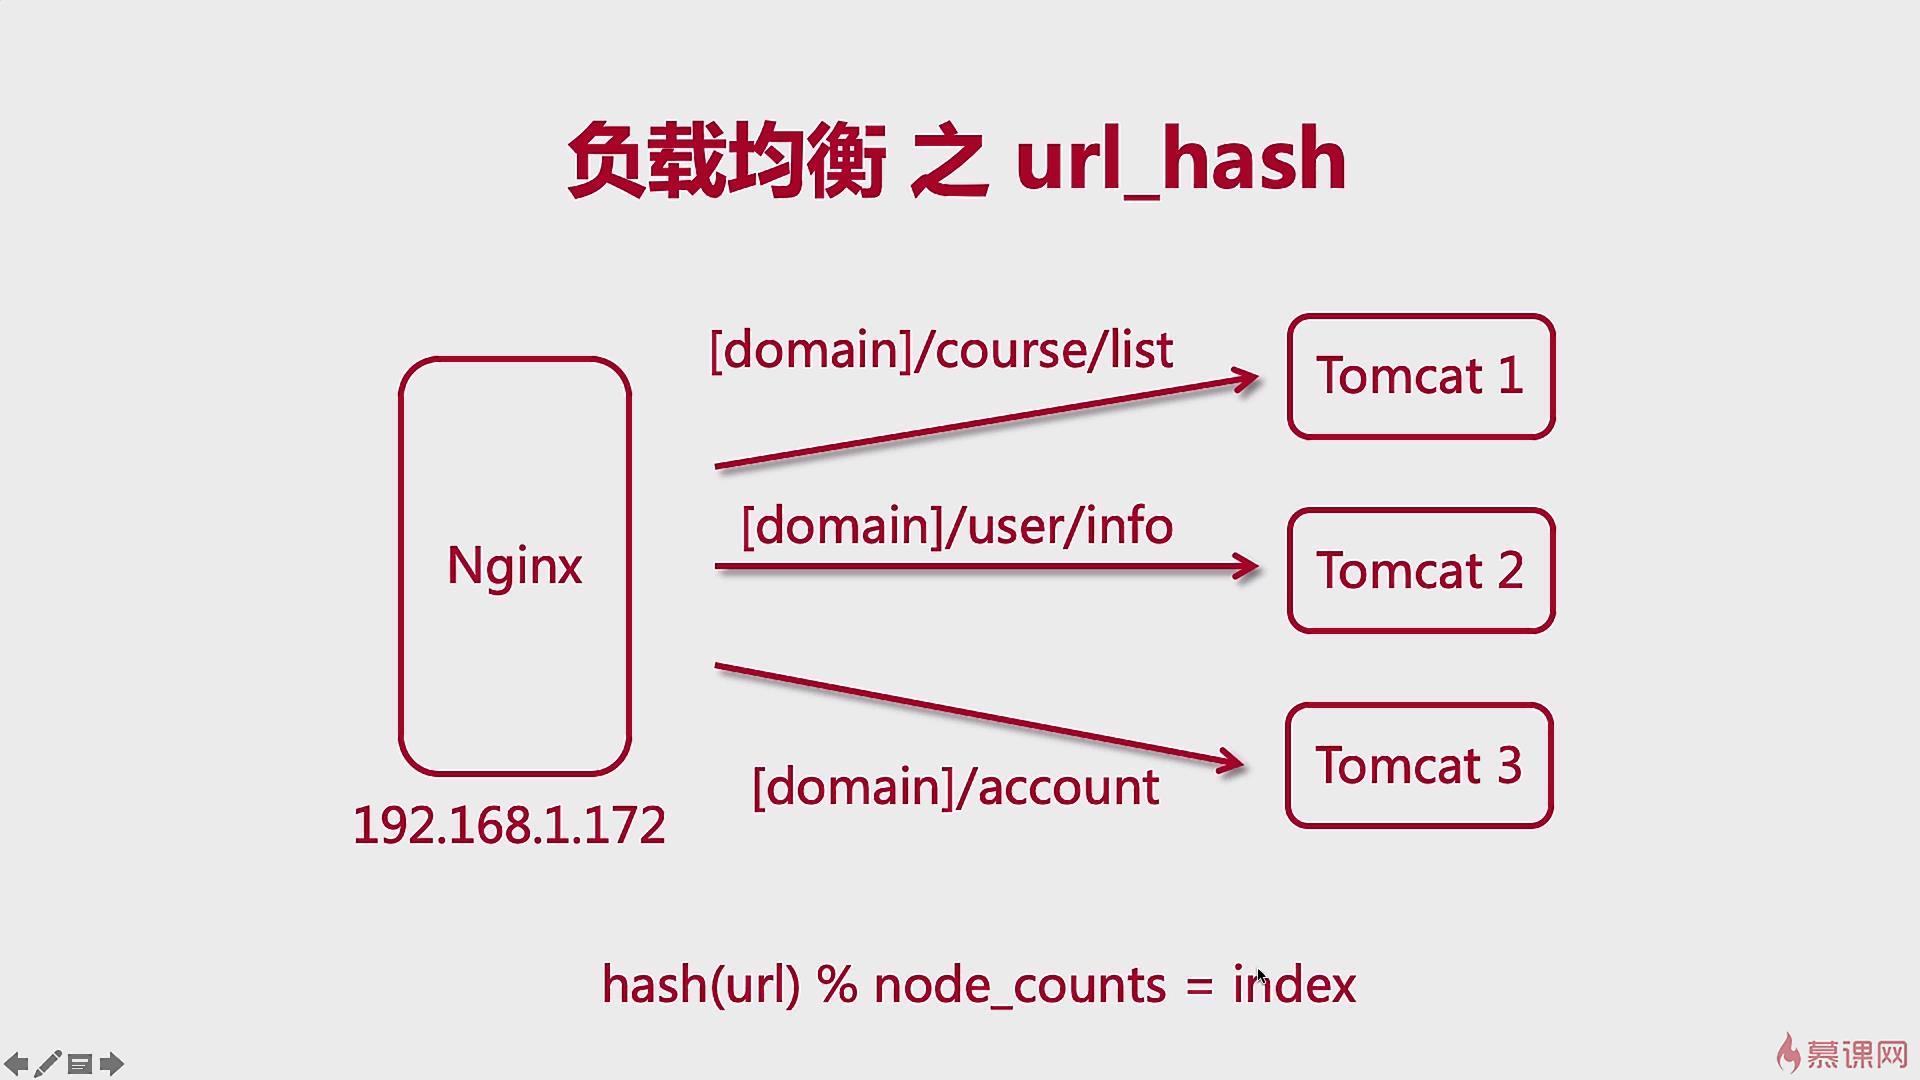 负载均衡 之 url_hash
[domain]/course/list
Tomcat 1
[domain]/user/info
Nginx
Tomcat 2
[domain]/account
Tomcat 3
192.168.1.172
hash(url) % node_counts = index
慕课网